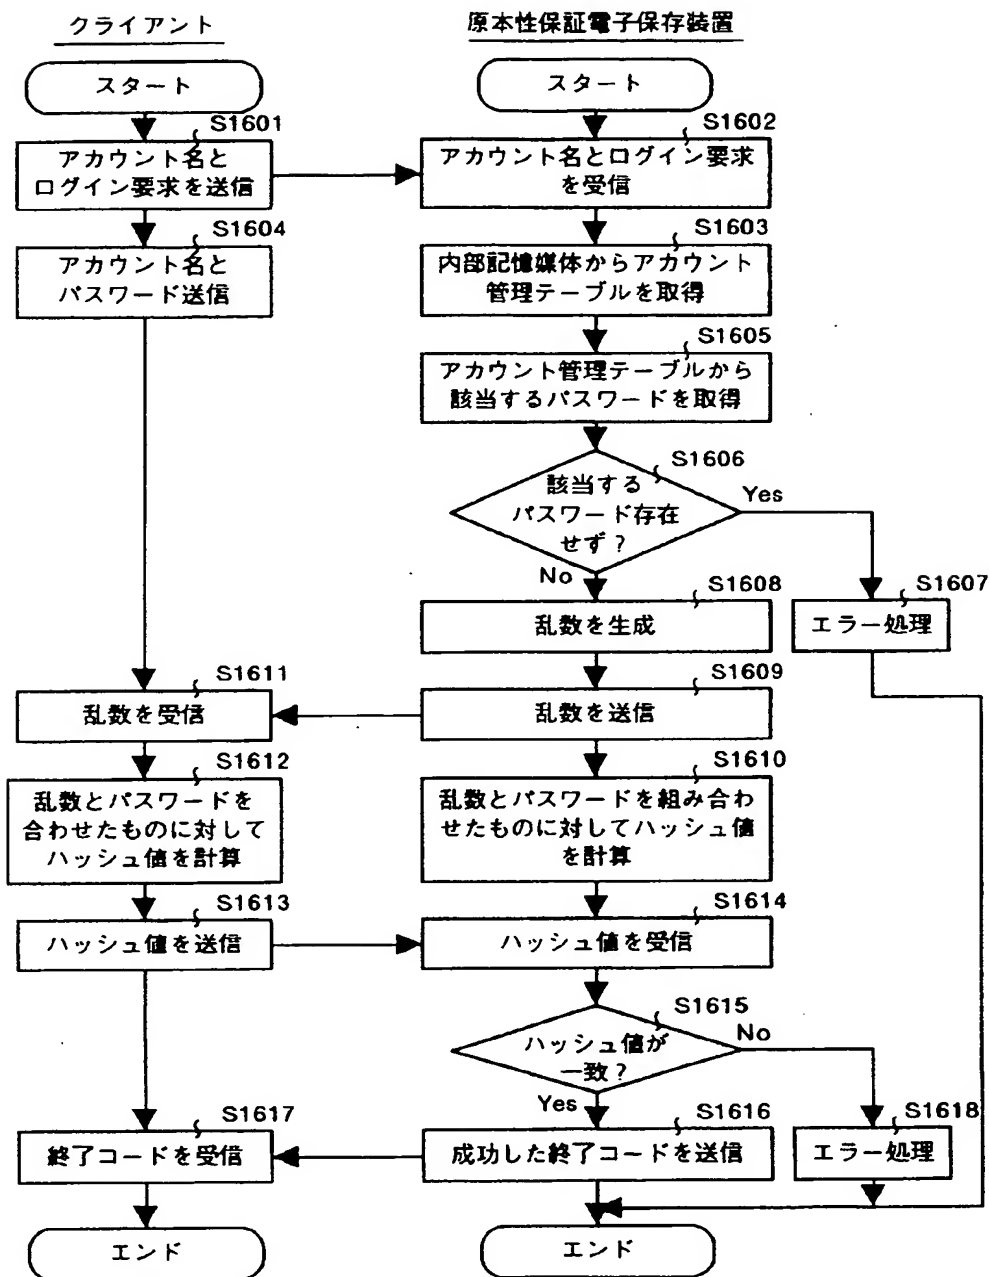 クライアント
原本性保証電子保存装置
スタート
スタート
S1601
アカウント名と
ログイン要求を送信
S1602
アカウント名とログイン要求
を受信
S1604
アカウント名と
パスワード送信
S1603
内部記憶媒体からアカウント
管理テーブルを取得
S1605
アカウント管理テーブルから
該当するパスワードを取得
S1606
該当する
パスワード存在
せず?
Yes
No
S1608
乱数を生成
S1607
エラー処理
S1611
乱数を受信
S1609
乱数を送信
S1612
乱数とパスワードを
合わせたものに対して
ハッシュ値を計算
S1610
乱数とパスワードを組み合わ
せたものに対してハッシュ値
を計算
S1613
ハッシュ値を送信
S1614
ハッシュ値を受信
S1615
ハッシュ値が
一致?
No
Yes
S1617
終了コードを受信
S1616
成功した終了コードを送信
S1618
エラー処理
エンド
エンド